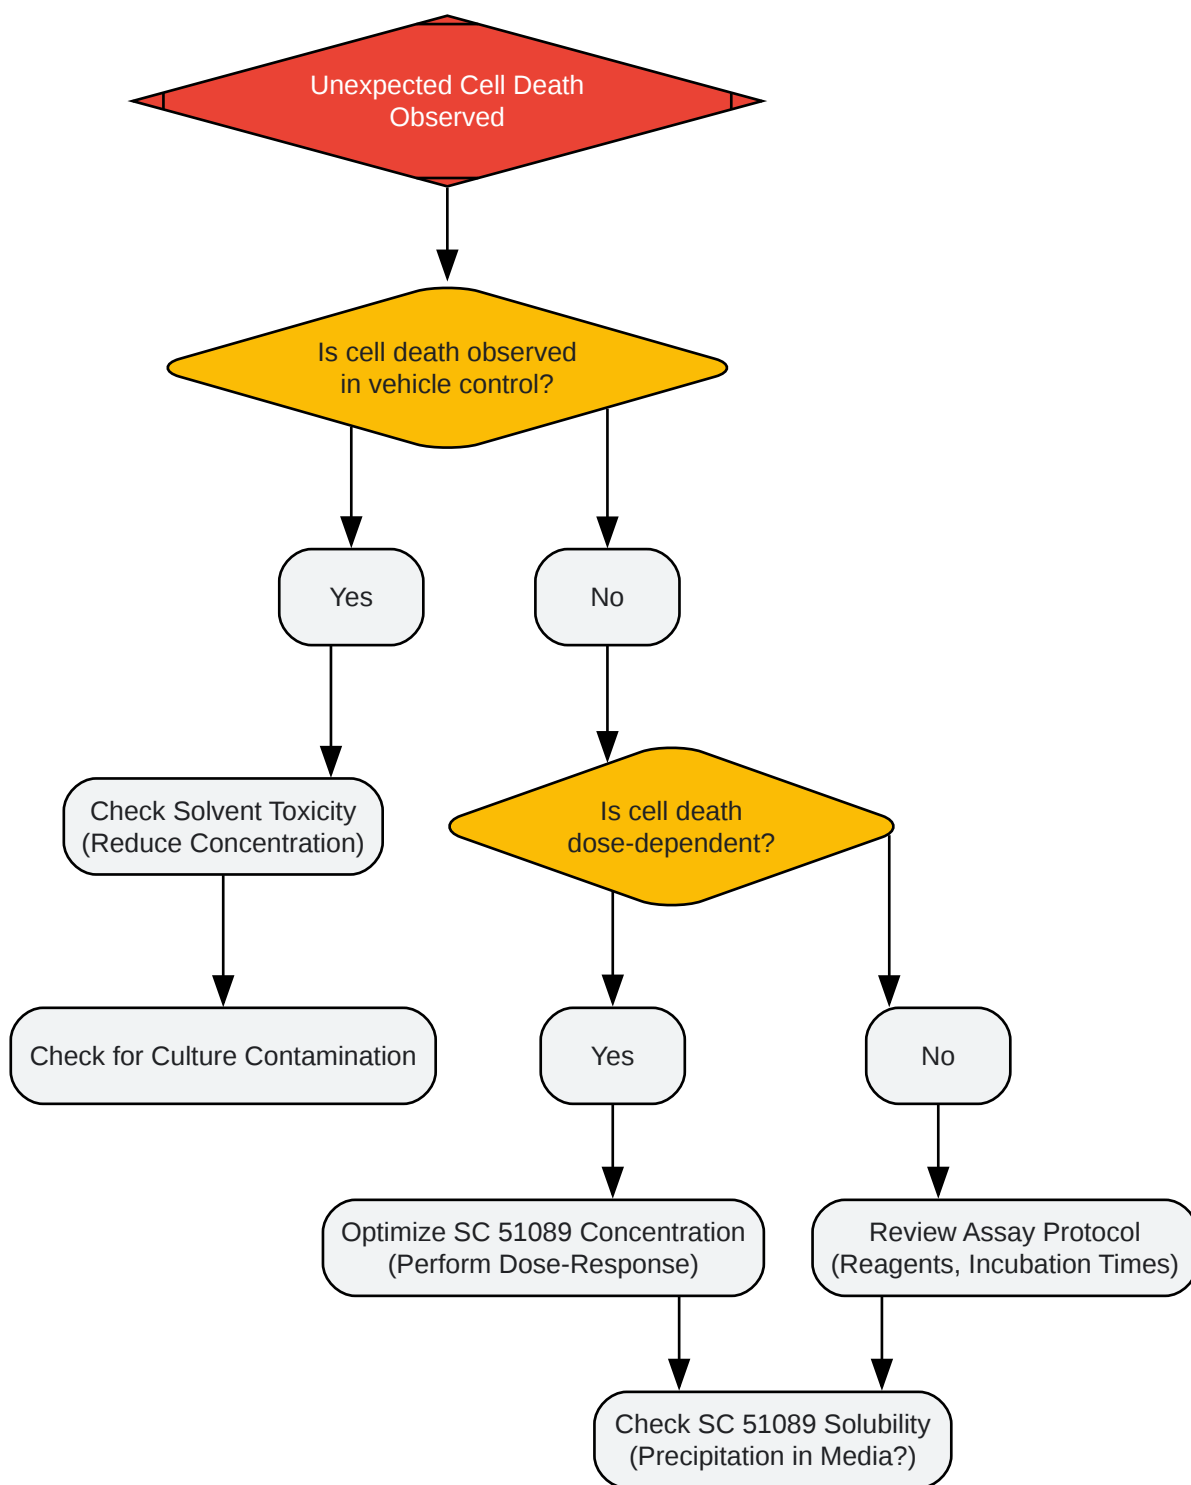 Unexpected Cell Death
Observed
Is cell death observed
in vehicle control?
Yes
No
Check Solvent Toxicity
(Reduce Concentration)
Is cell death
dose-dependent?
Check for Culture Contamination
Yes
No
Optimize SC 51089 Concentration
(Perform Dose-Response)
Review Assay Protocol
(Reagents, Incubation Times)
Check SC 51089 Solubility
(Precipitation in Media?)